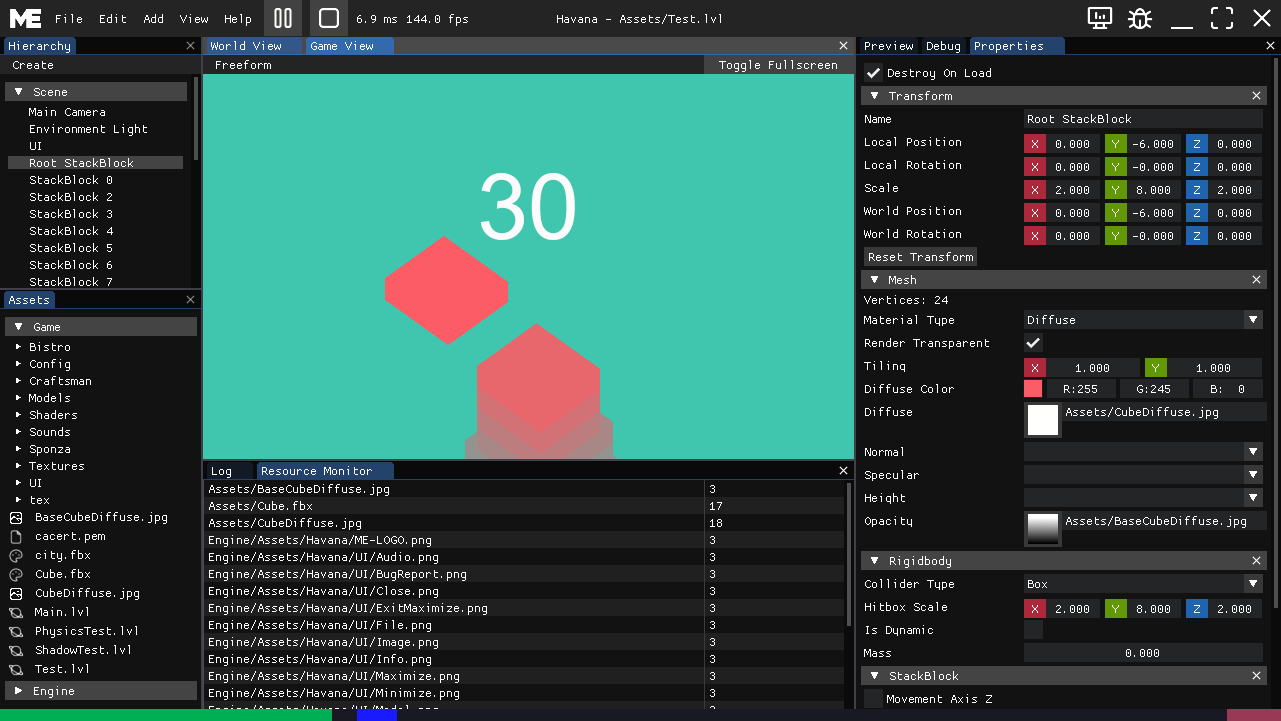 ME File Edit Add View Help 6.9 ms 144.0 fps Havana - Assets/Test.lvl
Hierarchy
Create
Scene
Main Camera
Environment Light
UI
Root StackBlock
StackBlock 0
StackBlock 2
StackBlock 3
StackBlock 4
StackBlock 5
StackBlock 6
StackBlock 7
Assets
Game
Bistro
Config
Craftsman
Models
Shaders
Sounds
Sponza
Textures
UI
tex
BaseCubeDiffuse.jpg
cacert.pem
city.fbx
Cube.fbx
CubeDiffuse.jpg
Main.lvl
PhysicsTest.lvl
ShadowTest.lvl
Test.lvl
Engine
World View Game View
Freeform Toggle Fullscreen
30
Log Resource Monitor
Assets/BaseCubeDiffuse.jpg 3
Assets/Cube.fbx 17
Assets/CubeDiffuse.jpg 18
Engine/Assets/Havana/ME-LOGO.png 3
Engine/Assets/Havana/UI/Audio.png 3
Engine/Assets/Havana/UI/BugReport.png 3
Engine/Assets/Havana/UI/Close.png 3
Engine/Assets/Havana/UI/ExitMaximize.png 3
Engine/Assets/Havana/UI/File.png 3
Engine/Assets/Havana/UI/Image.png 3
Engine/Assets/Havana/UI/Info.png 3
Engine/Assets/Havana/UI/Maximize.png 3
Engine/Assets/Havana/UI/Minimize.png 3
Preview Debug Properties
Destroy On Load
Transform
Name Root StackBlock
Local Position X 0.000 Y -6.000 Z 0.000
Local Rotation X 0.000 Y -0.000 Z 0.000
Scale X 2.000 Y 8.000 Z 2.000
World Position X 0.000 Y -6.000 Z 0.000
World Rotation X 0.000 Y -0.000 Z 0.000
Reset Transform
Mesh
Vertices: 24
Material Type Diffuse
Render Transparent
Tiling X 1.000 Y 1.000
Diffuse Color R:255 G:245 B: 0
Diffuse Assets/CubeDiffuse.jpg
Normal
Specular
Height
Opacity Assets/BaseCubeDiffuse.jpg
Rigidbody
Collider Type Box
Hitbox Scale X 2.000 Y 8.000 Z 2.000
Is Dynamic
Mass 0.000
StackBlock
Movement Axis Z